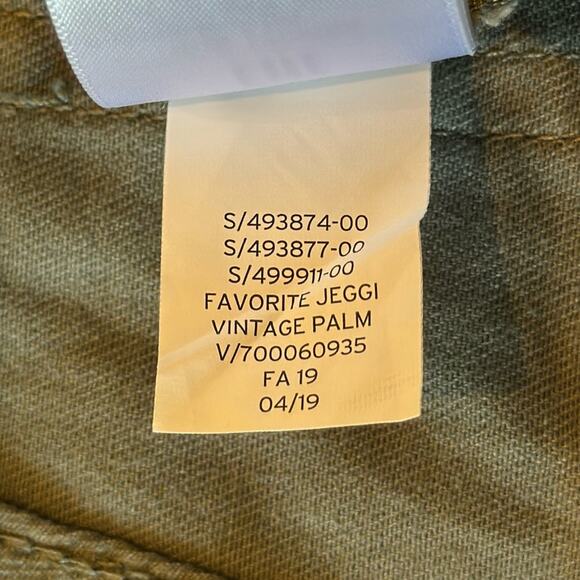 S/493874-00
S/493877-00
S/499911-00
FAVORITE JEGGI
VINTAGE PALM
V/700060935
FA 19
04/19